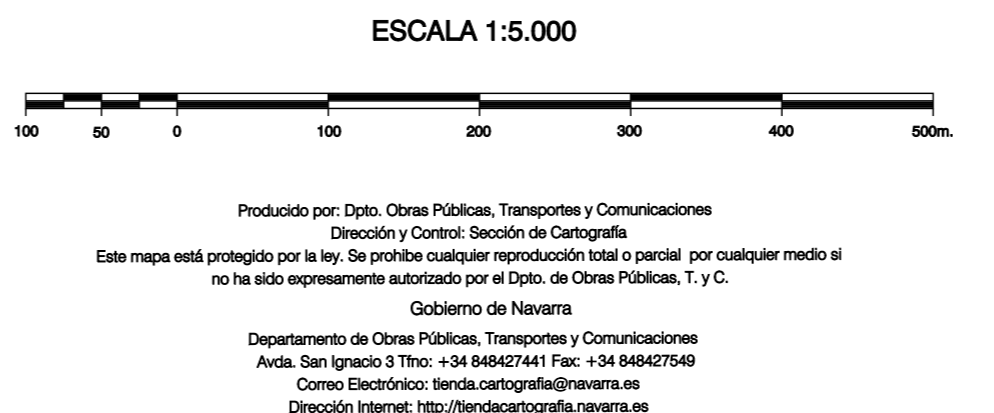 ESCALA 1:5.000
100 50 0 100 200 300 400 500m.
Producido por: Dpto. Obras Públicas, Transportes y Comunicaciones
Dirección y Control: Sección de Cartografía
Este mapa está protegido por la ley. Se prohibe cualquier reproducción total o parcial por cualquier medio si
no ha sido expresamente autorizado por el Dpto. de Obras Públicas, T. y C.
Gobierno de Navarra
Departamento de Obras Públicas, Transportes y Comunicaciones
Avda. San Ignacio 3 Tfno: +34 848427441 Fax: +34 848427549
Correo Electrónico: tienda.cartografia@navarra.es
Dirección Internet: http://tiendacartografia.navarra.es